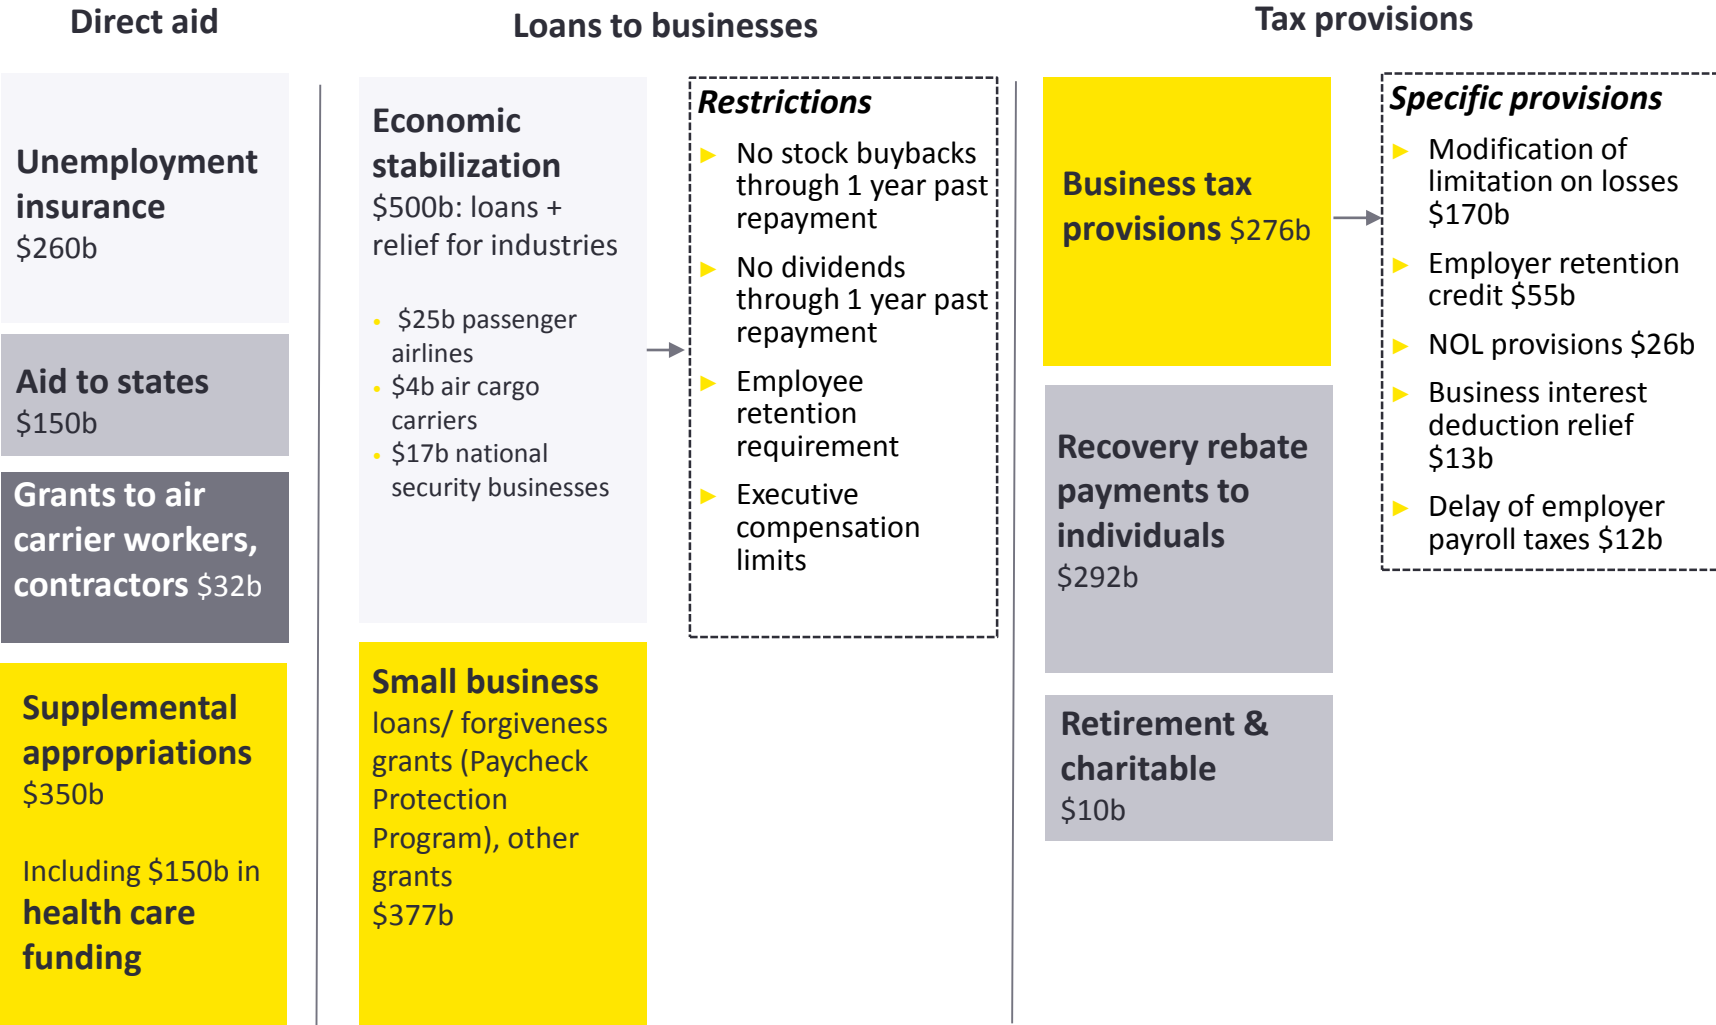 Direct aid
Unemployment
insurance
$260b
Aid to states
$150b
Grants to air
carrier workers,
contractors $32b
Supplemental
appropriations
$350b
Including $150b in
health care
funding
Loans to businesses
Economic
stabilization
$500b: loans +
relief for industries
• $25b passenger
airlines
• $4b air cargo
carriers
• $17b national
security businesses
Small business
loans/ forgiveness
grants (Paycheck
Protection
Program), other
grants
$377b
Restrictions
► No stock buybacks
through 1 year past
repayment
► No dividends
through 1 year past
repayment
► Employee
retention
requirement
► Executive
compensation
limits
Tax provisions
Business tax
provisions $276b
Recovery rebate
payments to
individuals
$292b
Retirement &
charitable
$10b
Specific provisions
► Modification of
limitation on losses
$170b
► Employer retention
credit $55b
► NOL provisions $26b
► Business interest
deduction relief
$13b
► Delay of employer
payroll taxes $12b